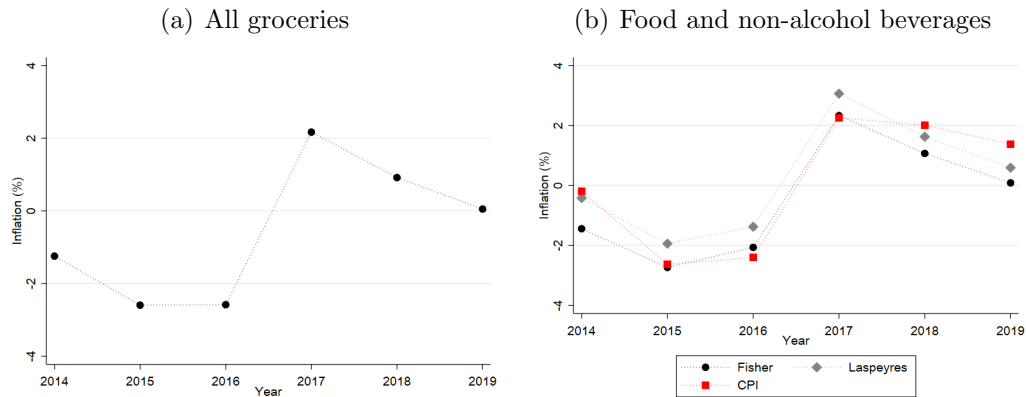 (a) All groceries
Inflation (%)
4
2
0
-2
-4
2014 2015 2016 2017 2018 2019
Year
(b) Food and non-alcohol beverages
Inflation (%)
4
2
0
-2
-4
2014 2015 2016 2017 2018 2019
Year
Fisher Laspeyres
CPI